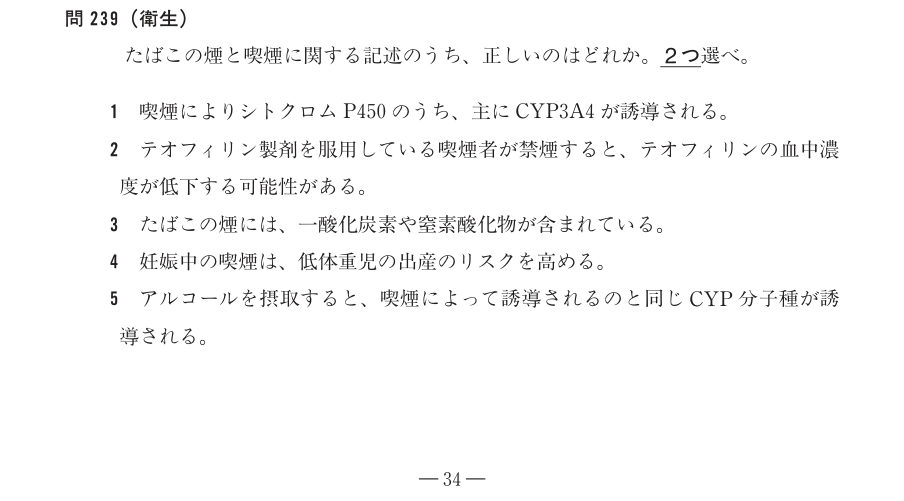 問 239（衛生）
たばこの煙と喫煙に関する記述のうち、正しいのはどれか。２つ選べ。
1 喫煙によりシトクロム P450 のうち、主に CYP3A4 が誘導される。
2 テオフィリン製剤を服用している喫煙者が禁煙すると、テオフィリンの血中濃
度が低下する可能性がある。
3 たばこの煙には、一酸化炭素や窒素酸化物が含まれている。
4 妊娠中の喫煙は、低体重児の出産のリスクを高める。
5 アルコールを摂取すると、喫煙によって誘導されるのと同じ CYP 分子種が誘
導される。
— 34 —